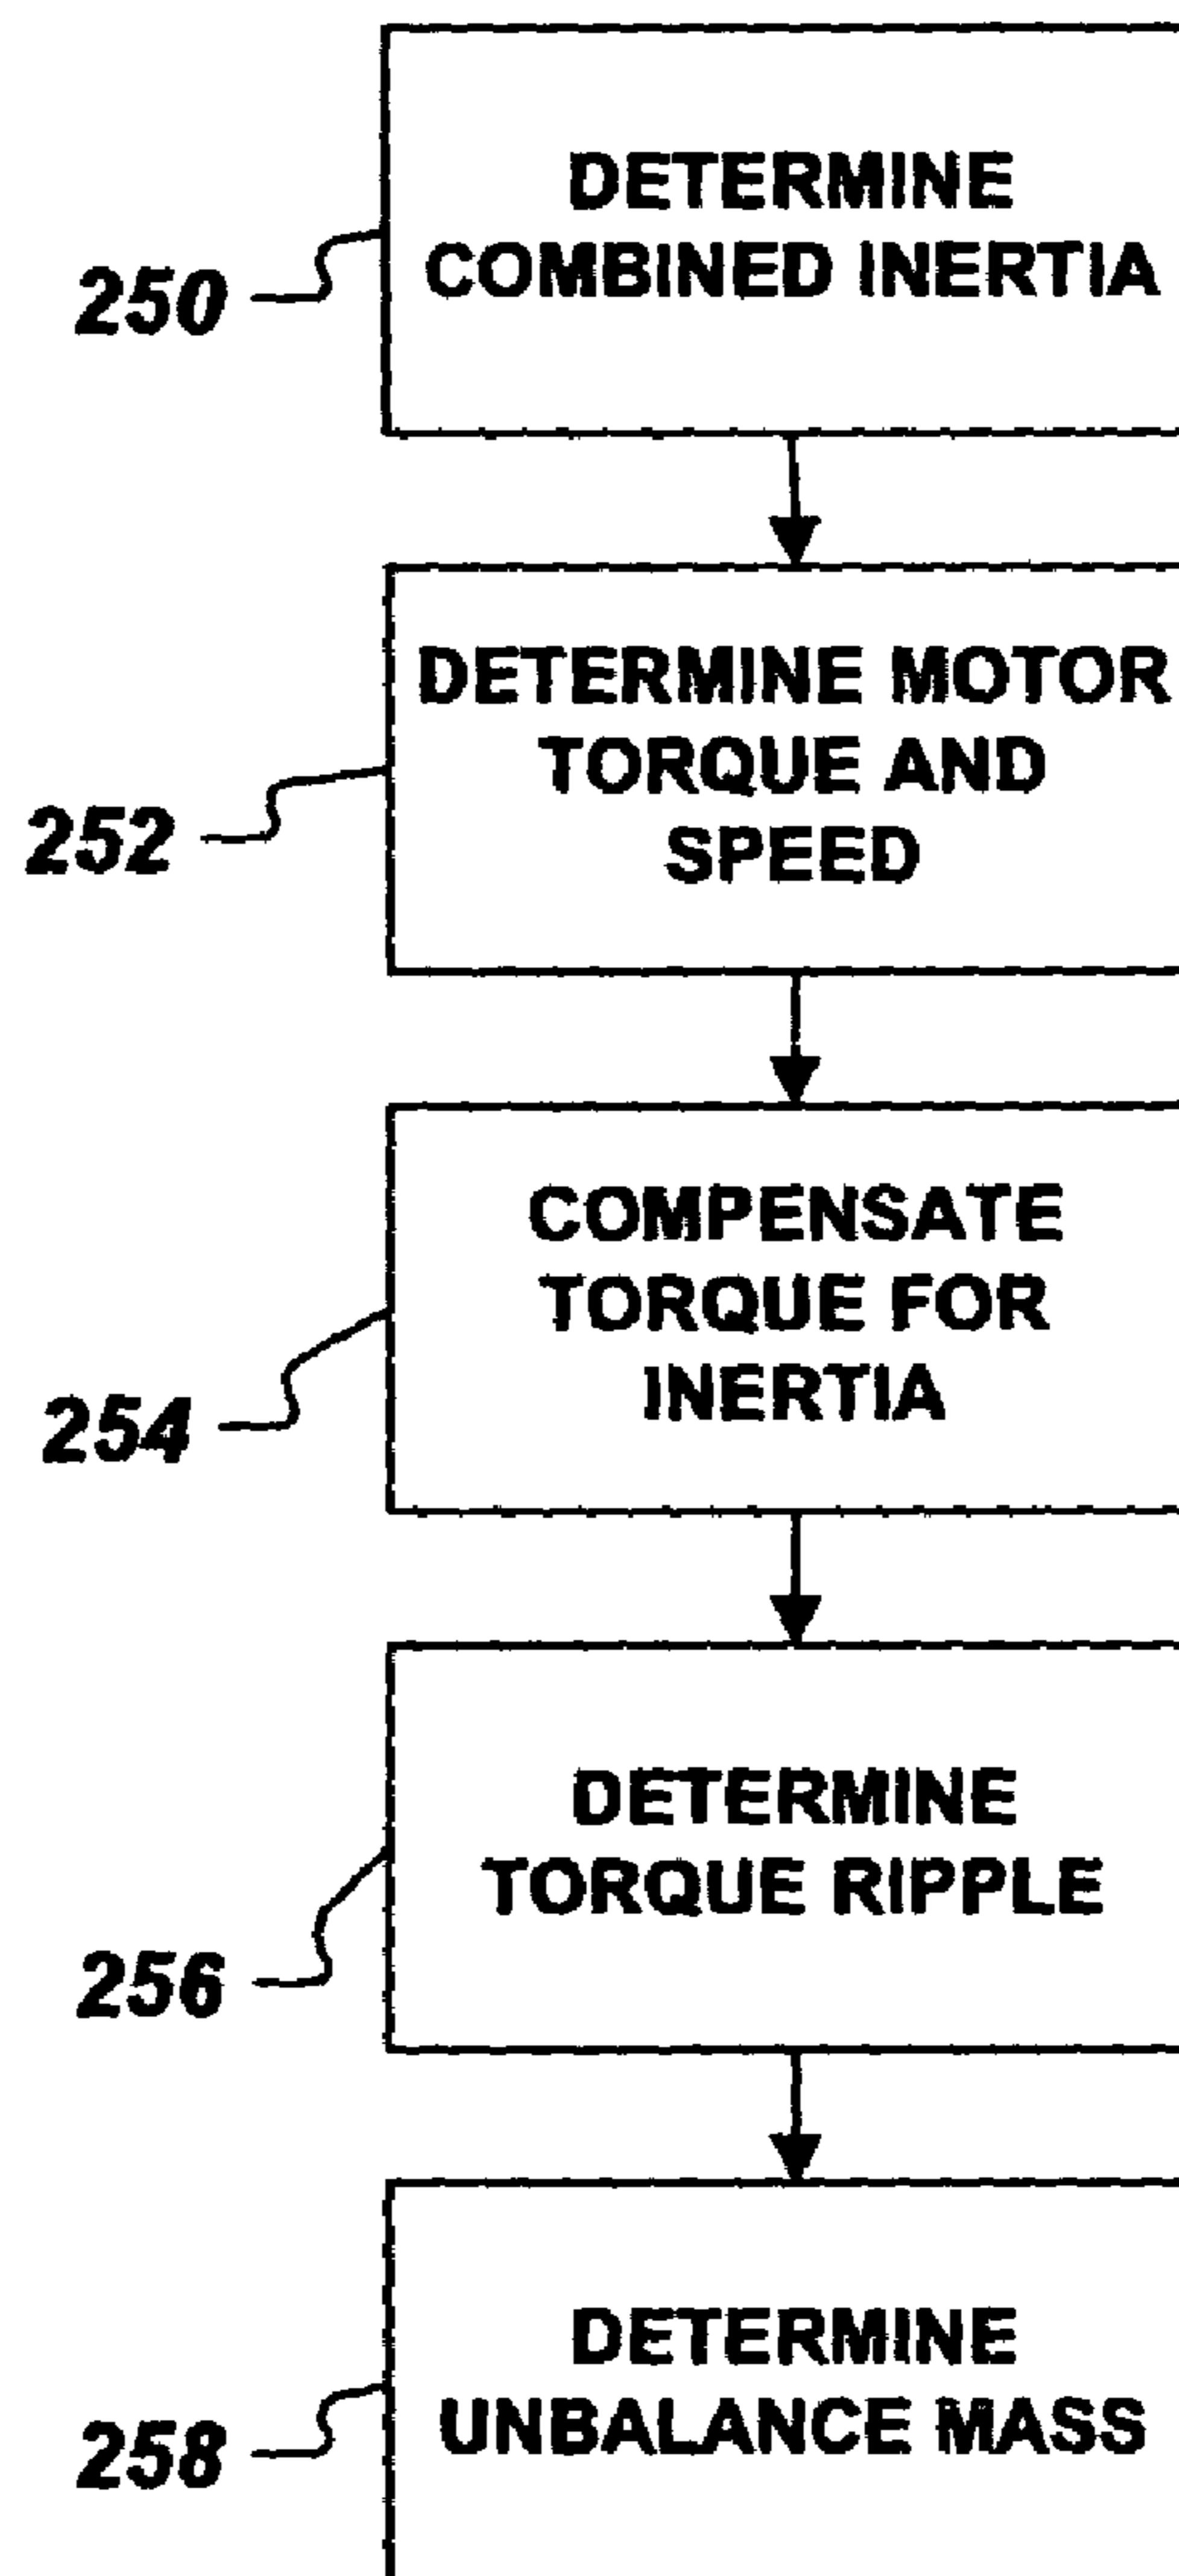 DETERMINE
COMBINED INERTIA
250
DETERMINE MOTOR
TORQUE AND
SPEED
252
COMPENSATE
TORQUE FOR
INERTIA
254
DETERMINE
TORQUE RIPPLE
256
DETERMINE
UNBALANCE MASS
258